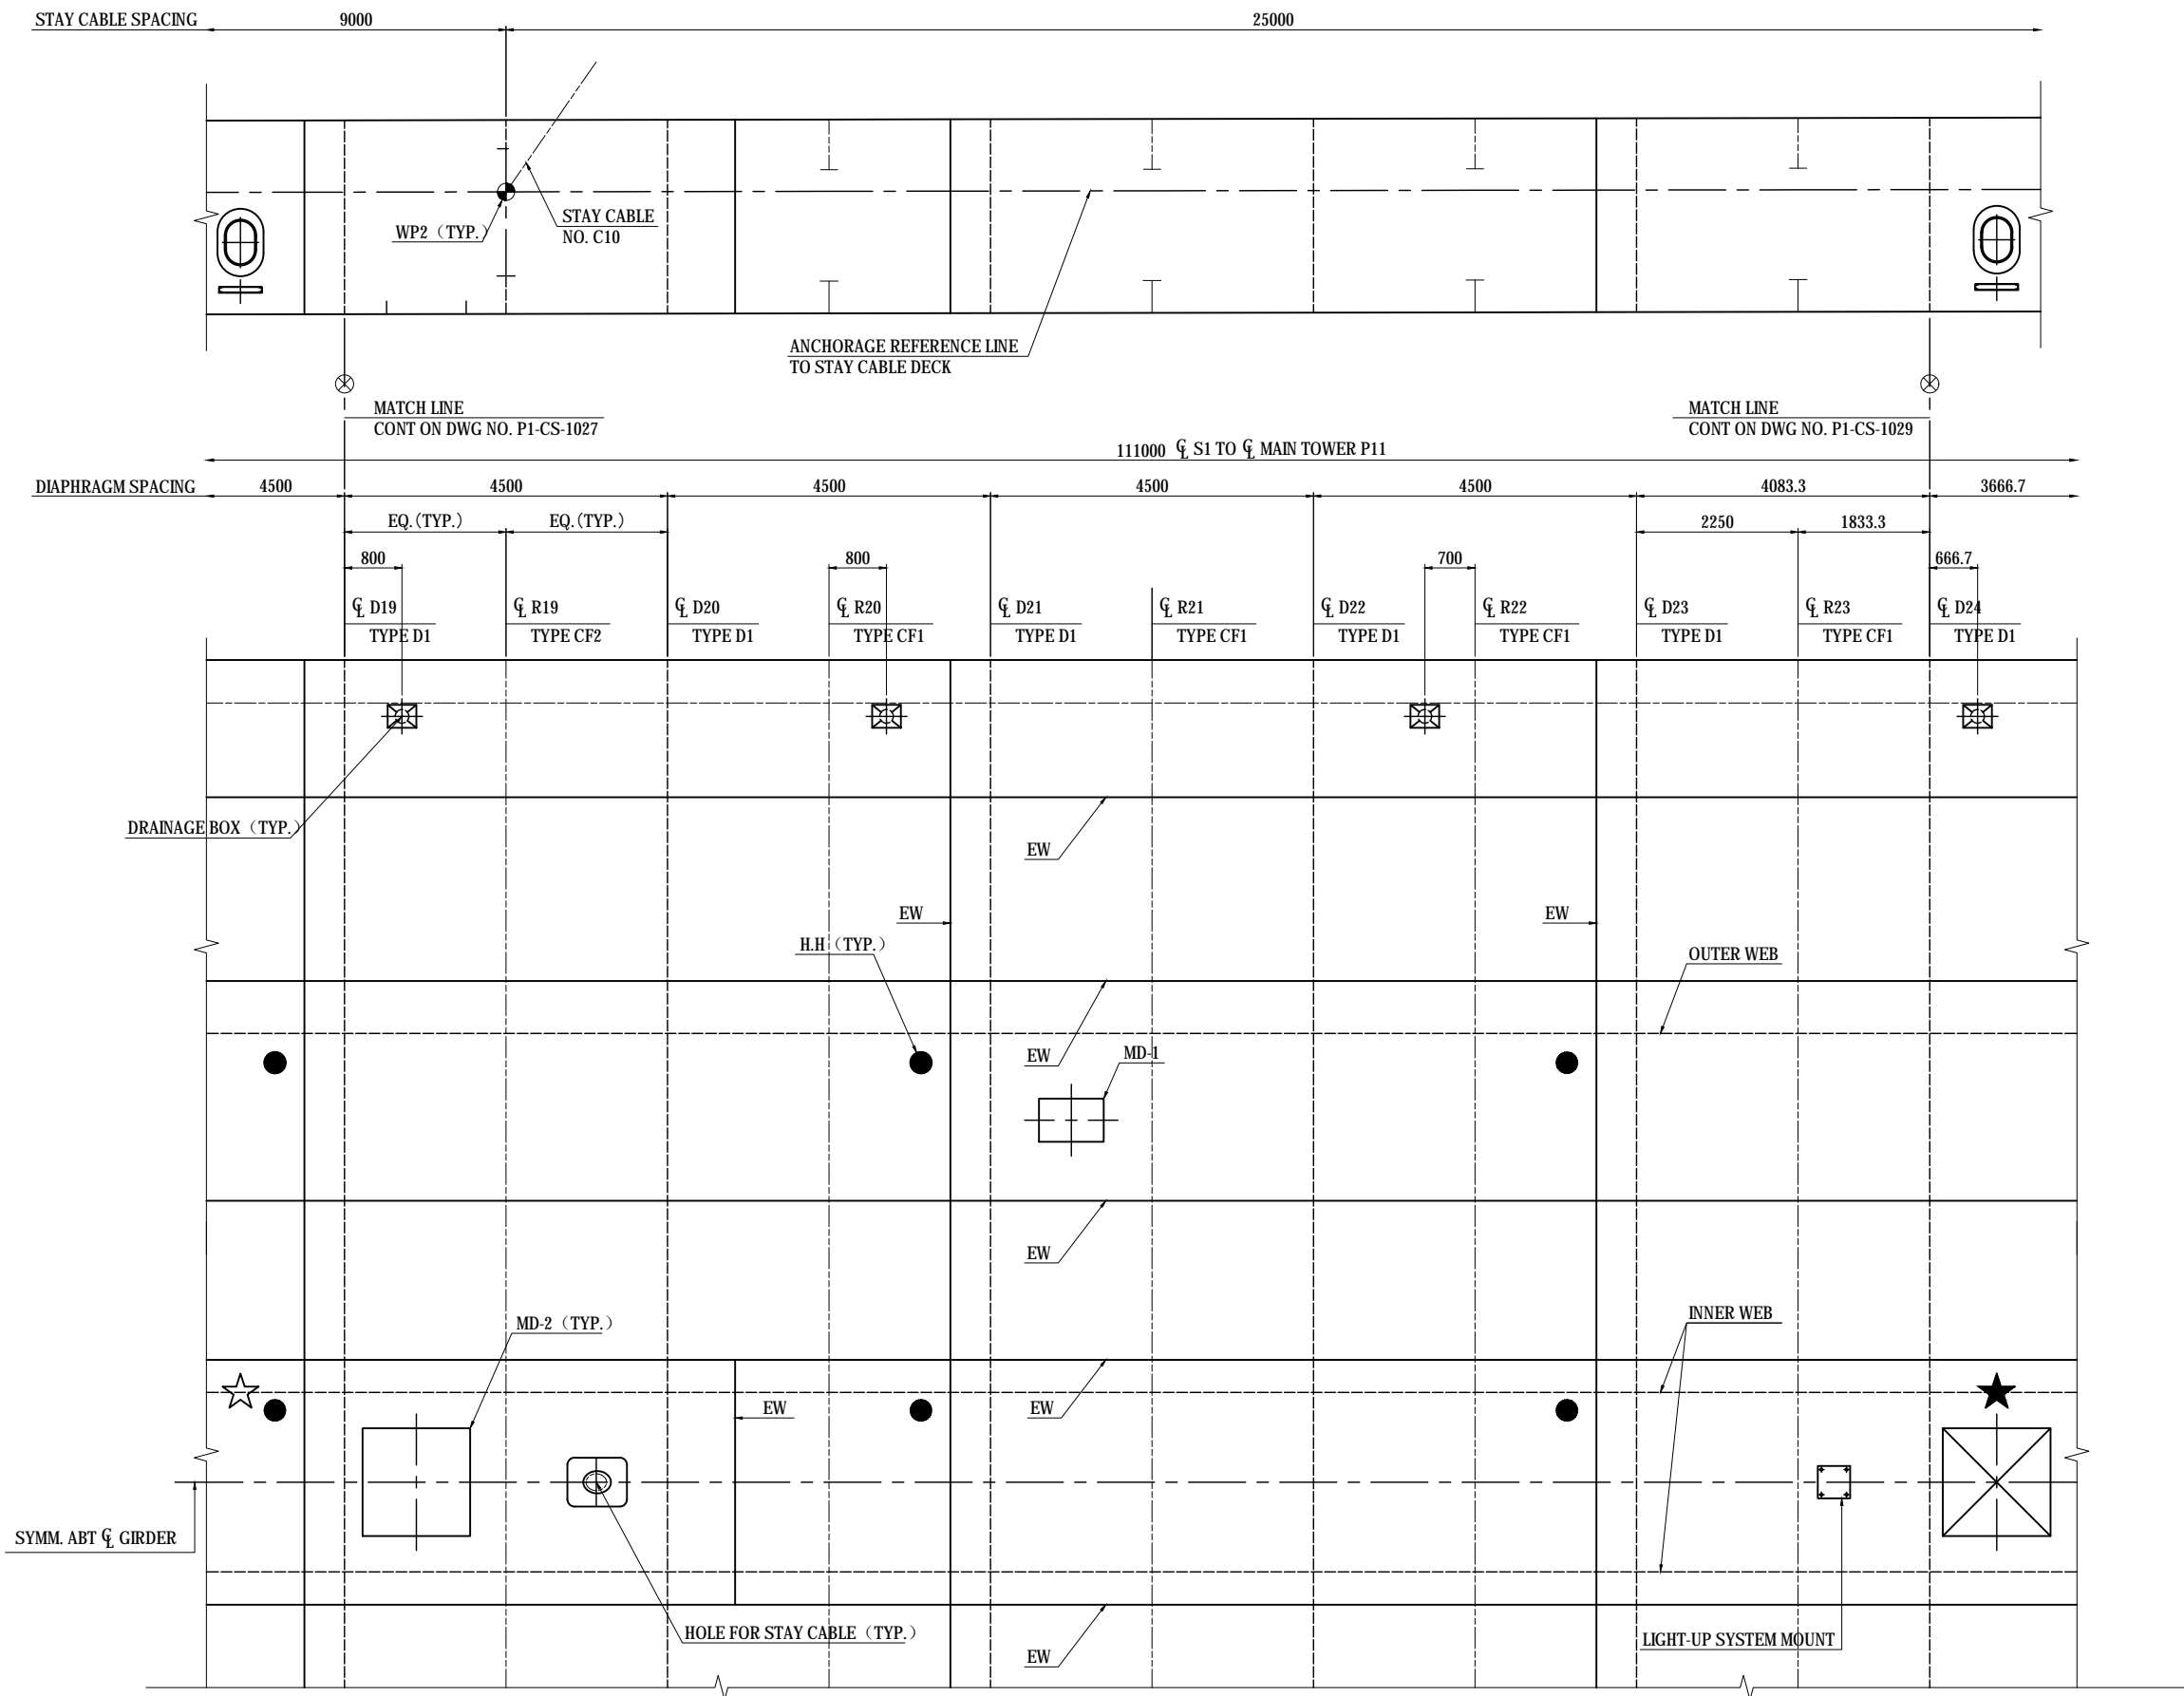 STAY CABLE SPACING 9000 25000
STAY CABLE
NO. C10
WP2 (TYP.)
ANCHORAGE REFERENCE LINE
TO STAY CABLE DECK
MATCH LINE
CONT ON DWG NO. P1-CS-1027
MATCH LINE
CONT ON DWG NO. P1-CS-1029
111000 ℄ S1 TO ℄ MAIN TOWER P11
DIAPHRAGM SPACING 4500 4500 4500 4500 4500 4083.3 3666.7
EQ.(TYP.) EQ.(TYP.) 2250 1833.3
800 800 700 666.7
℄ D19 ℄ R19 ℄ D20 ℄ R20 ℄ D21 ℄ R21 ℄ D22 ℄ R22 ℄ D23 ℄ R23 ℄ D24
TYPE D1 TYPE CF2 TYPE D1 TYPE CF1 TYPE D1 TYPE CF1 TYPE D1 TYPE CF1 TYPE D1 TYPE CF1 TYPE D1
DRAINAGE BOX (TYP.)
EW
EW EW
H.H (TYP.)
OUTER WEB
EW MD-1
EW
MD-2 (TYP.) INNER WEB
EW EW
SYMM. ABT ℄ GIRDER
HOLE FOR STAY CABLE (TYP.) LIGHT-UP SYSTEM MOUNT
EW